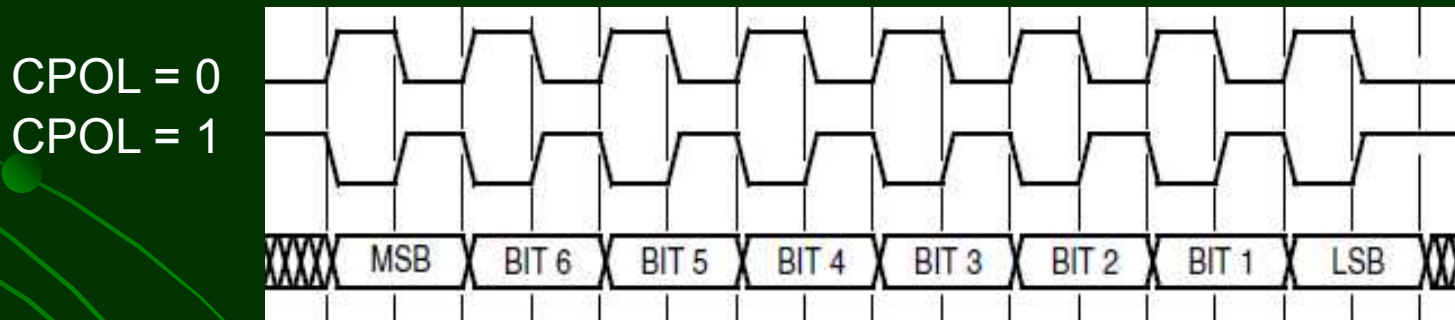 CPOL = 0
CPOL = 1
MSB BIT 6 BIT 5 BIT 4 BIT 3 BIT 2 BIT 1 LSB